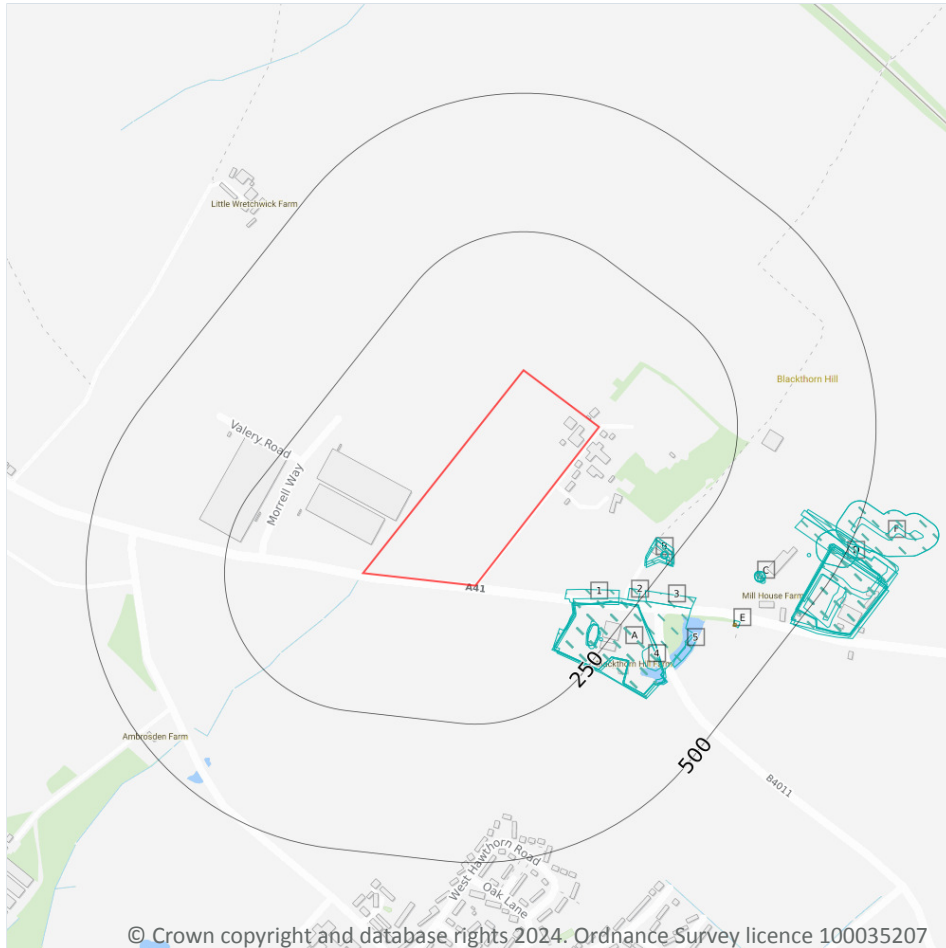 Little Wretchwick Farm
Blackthorn Hill
Valery Road
Morrell Way
A41
9
1
2
3
A
4
5
C
D
F
E
Mill House Farm
Blackthorn Hill Farm
250
500
Ambrosden Farm
B4011
West Hawthorn Road
Oak Lane
© Crown copyright and database rights 2024. Ordnance Survey licence 100035207